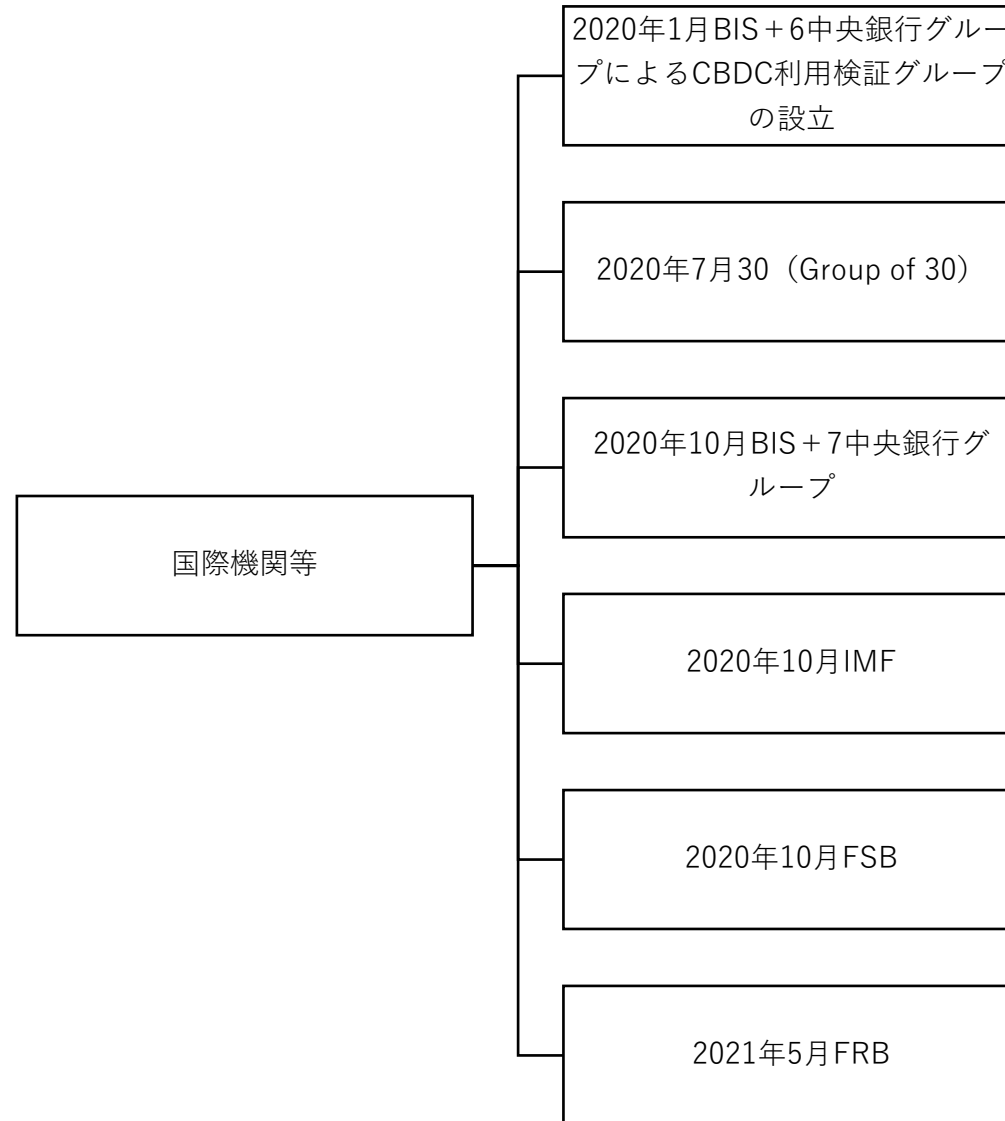 2020年1月BIS＋6中央銀行グルー
プによるCBDC利用検証グループ
の設立
2020年7月30（Group of 30）
2020年10月BIS＋7中央銀行グ
ループ
国際機関等
2020年10月IMF
2020年10月FSB
2021年5月FRB